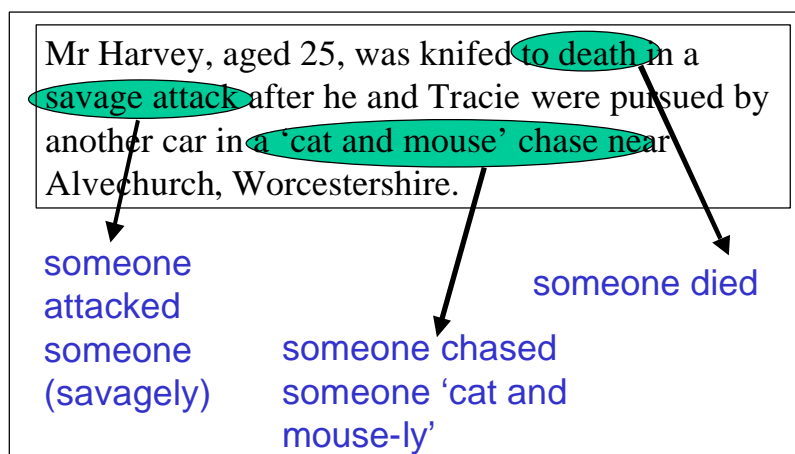 Mr Harvey, aged 25, was knifed to death in a
savage attack after he and Tracie were pursued by
another car in a ‘cat and mouse’ chase near
Alvechurch, Worcestershire.
someone
attacked
someone
(savagely)
someone chased
someone ‘cat and
mouse-ly’
someone died